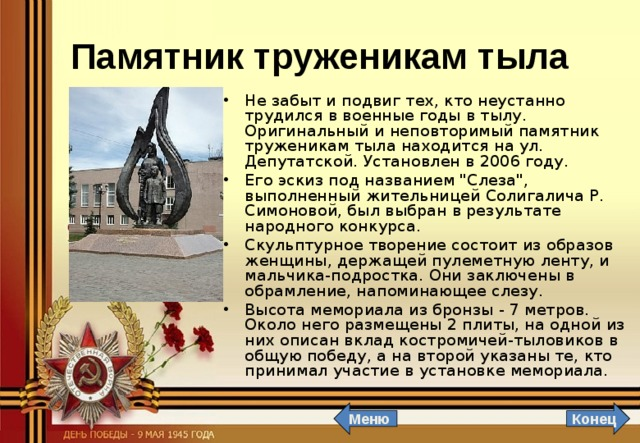 Памятник труженикам тыла
• Не забыт и подвиг тех, кто неустанно
трудился в военные годы в тылу.
Оригинальный и неповторимый памятник
труженикам тыла находится на ул.
Депутатской. Установлен в 2006 году.
• Его эскиз под названием "Слеза",
выполненный жительницей Солигалича Р.
Симоновой, был выбран в результате
народного конкурса.
• Скульптурное творение состоит из образов
женщины, держащей пулеметную ленту, и
мальчика-подростка. Они заключены в
обрамление, напоминающее слезу.
• Высота мемориала из бронзы - 7 метров.
Около него размещены 2 плиты, на одной из
них описан вклад костромичей-тыловиков в
общую победу, а на второй указаны те, кто
принимал участие в установке мемориала.
ОТЕЧЕСТВЕННАЯ ВОЙНА
Меню
Конец
ДЕНЬ ПОБЕДЫ - 9 МАЯ 1945 ГОДА